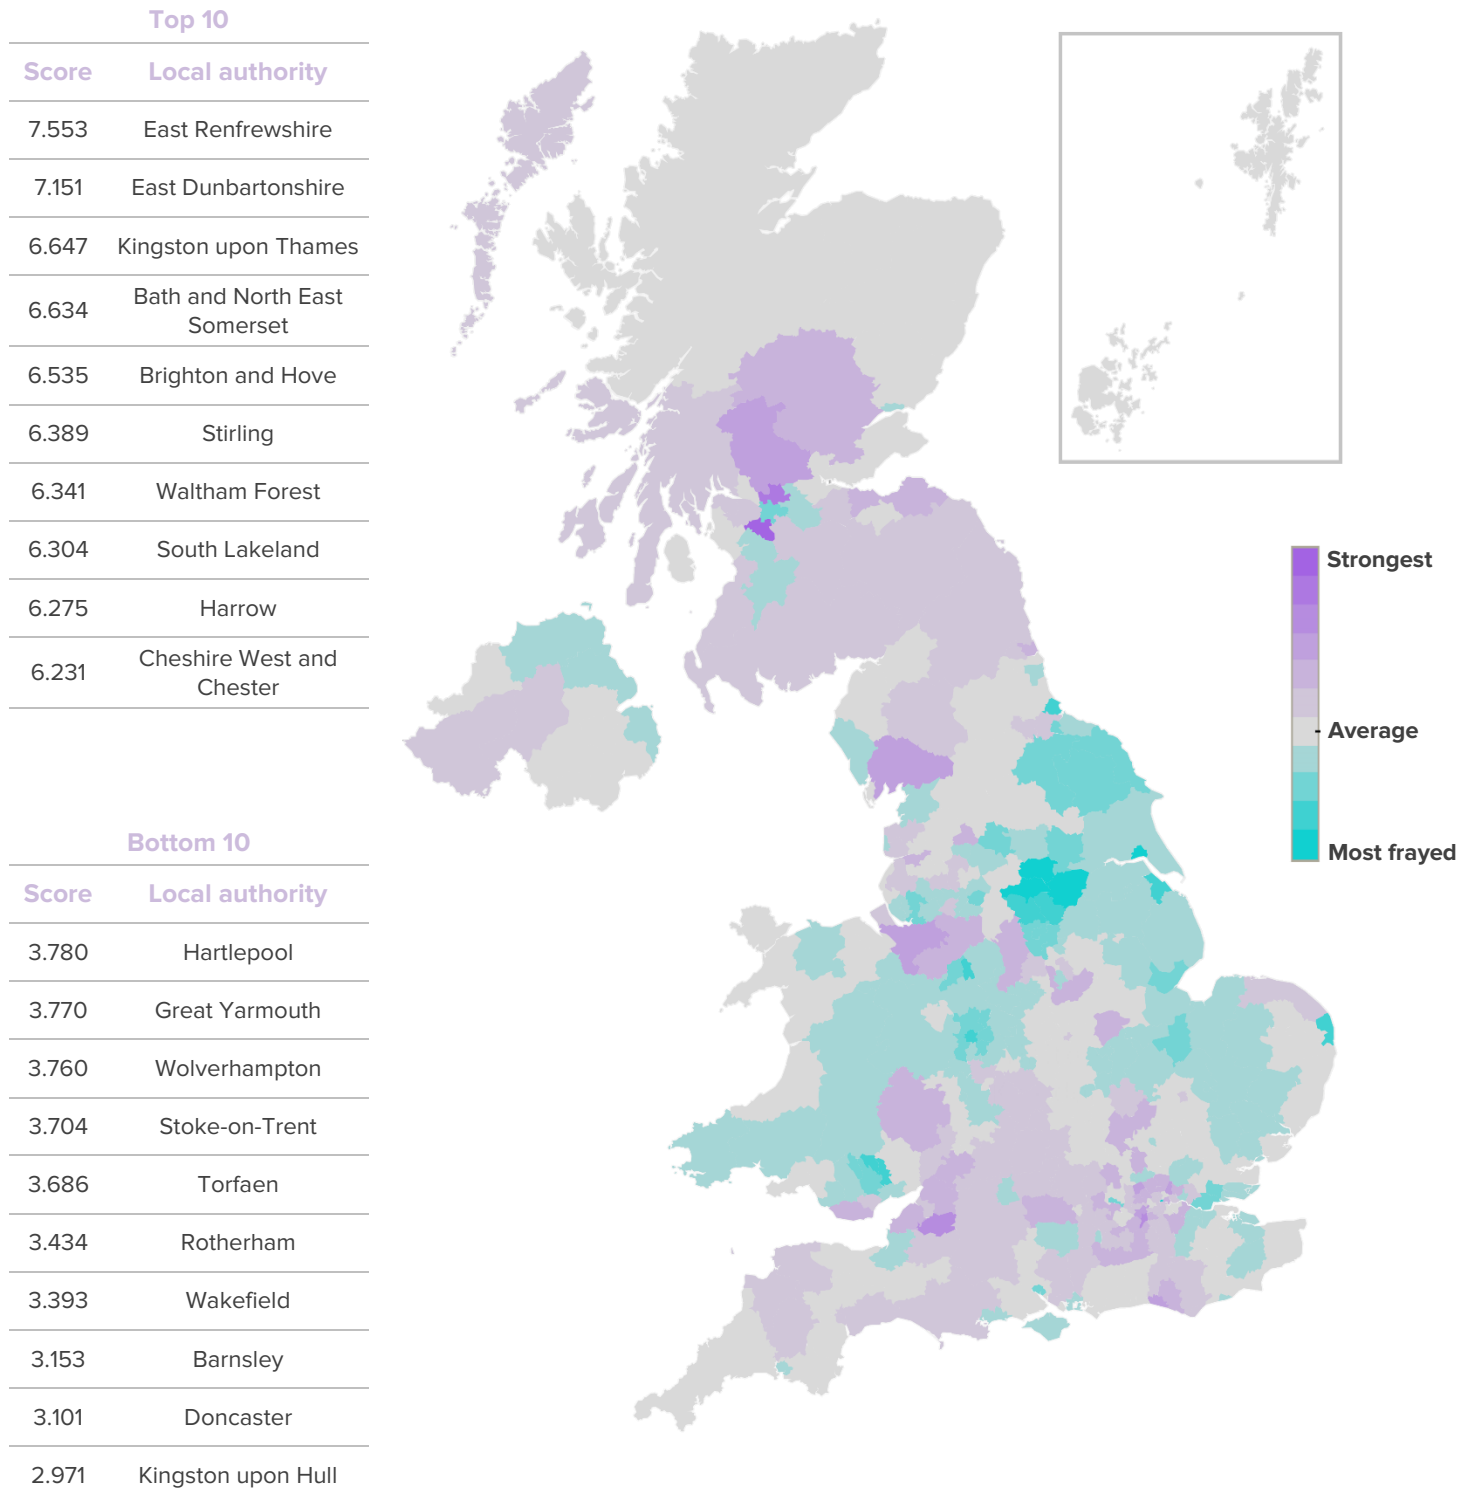 Top 10
Score Local authority
7.553 East Renfrewshire
7.151 East Dunbartonshire
6.647 Kingston upon Thames
6.634 Bath and North East
Somerset
6.535 Brighton and Hove
6.389 Stirling
6.341 Waltham Forest
6.304 South Lakeland
6.275 Harrow
6.231 Cheshire West and
Chester
Bottom 10
Score Local authority
3.780 Hartlepool
3.770 Great Yarmouth
3.760 Wolverhampton
3.704 Stoke-on-Trent
3.686 Torfaen
3.434 Rotherham
3.393 Wakefield
3.153 Barnsley
3.101 Doncaster
2.971 Kingston upon Hull
Strongest
Average
Most frayed